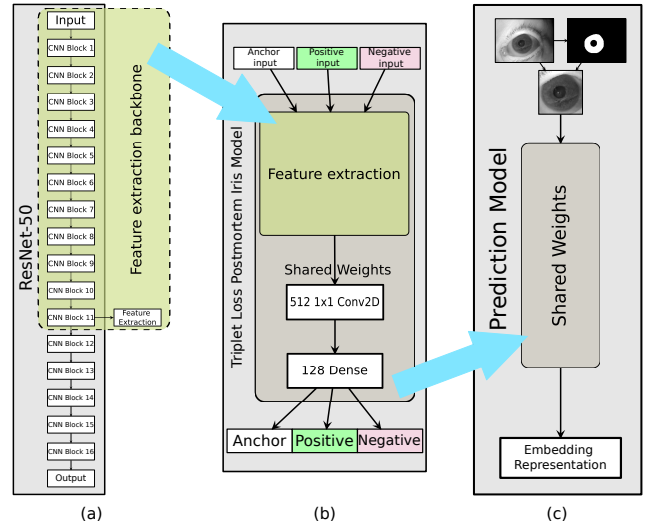 Input
CNN Block 1
CNN Block 2
CNN Block 3
CNN Block 4
CNN Block 5
CNN Block 6
CNN Block 7
CNN Block 8
CNN Block 9
CNN Block 10
CNN Block 11
CNN Block 12
CNN Block 13
CNN Block 14
CNN Block 15
CNN Block 16
Output
Feature
Extraction
Feature extraction backbone
ResNet-50
(a)
Anchor
input
Positive
input
Negative
input
Feature extraction
Shared Weights
512 1x1 Conv2D
128 Dense
Anchor
Positive
Negative
Triplet Loss Postmortem Iris Model
(b)
Prediction Model
Shared Weights
Embedding
Representation
(c)